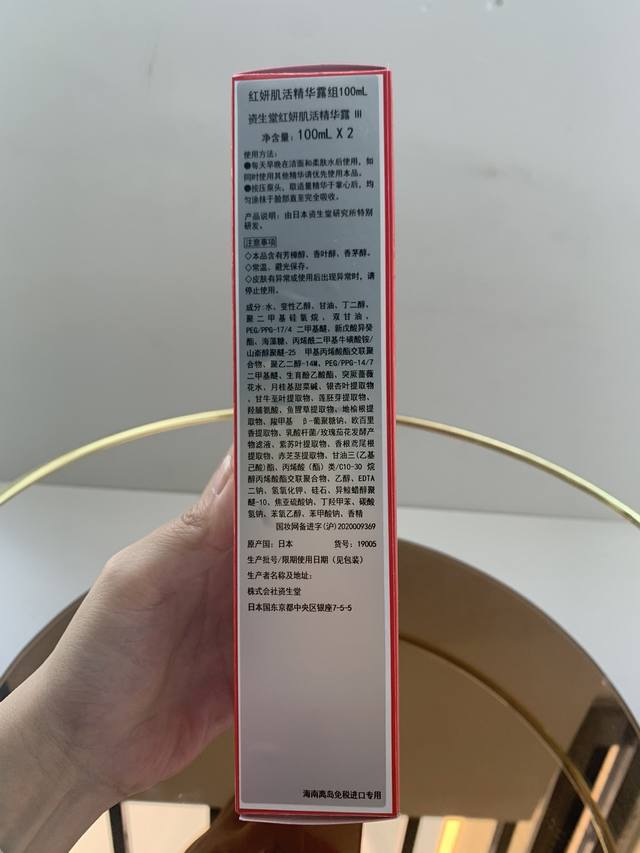 红妍肌活精华露组100mL
资生堂红妍肌活精华露 III
净含量：100mL X 2
使用方法：
●每天早晚在洁面和柔肤水后使用，如
同时使用其他精华请优先使用本品。
●按压泵头，取适量精华于掌心后，均
匀涂抹于脸部直至完全吸收。
产品说明：由日本资生堂研究所特别
研发。
注意事项
◇本品含有芳樟醇、香叶醇、香茅醇。
◇常温、避光保存。
◇皮肤有异常或使用后出现异常时，请
停止使用。
成分：水、变性乙醇、甘油、丁二醇、
聚二甲基硅氧烷、双甘油、
PEG/PPG-17/4 二甲基醚、新戊酸异癸
酯、海藻糖、丙烯酰二甲基牛磺酸铵/
山嵛醇聚醚-25 甲基丙烯酸酯交联聚
合物、聚乙二醇-14M、PEG/PPG-14/7
二甲基醚、生育酚乙酸酯、突厥蔷薇
花水、月桂基甜菜碱、银杏叶提取物
、甘牛至叶提取物、莲胚芽提取物、
羟脯氨酸、鱼腥草提取物、地榆根提
取物、羧甲基 β-葡聚糖钠、欧百里
香提取物、乳酸杆菌/玫瑰茄花发酵产
物滤液、紫苏叶提取物、香根鸢尾根
提取物、赤芝茎提取物、甘油三(乙基
己酸)酯、丙烯酸（酯）类/C10-30 烷
醇丙烯酸酯交联聚合物、乙醇、EDTA
二钠、氢氧化钾、硅石、异鲸蜡醇聚
醚-10、焦亚硫酸钠、丁羟甲苯、碳酸
氢钠、苯氧乙醇、苯甲酸钠、香精
国妆网备进字(沪)2020009369
原产国：日本 货号：19005
生产批号/限期使用日期（见包装）
生产者名称及地址：
株式会社资生堂
日本国东京都中央区银座7-5-5
海南离岛免税进口专用